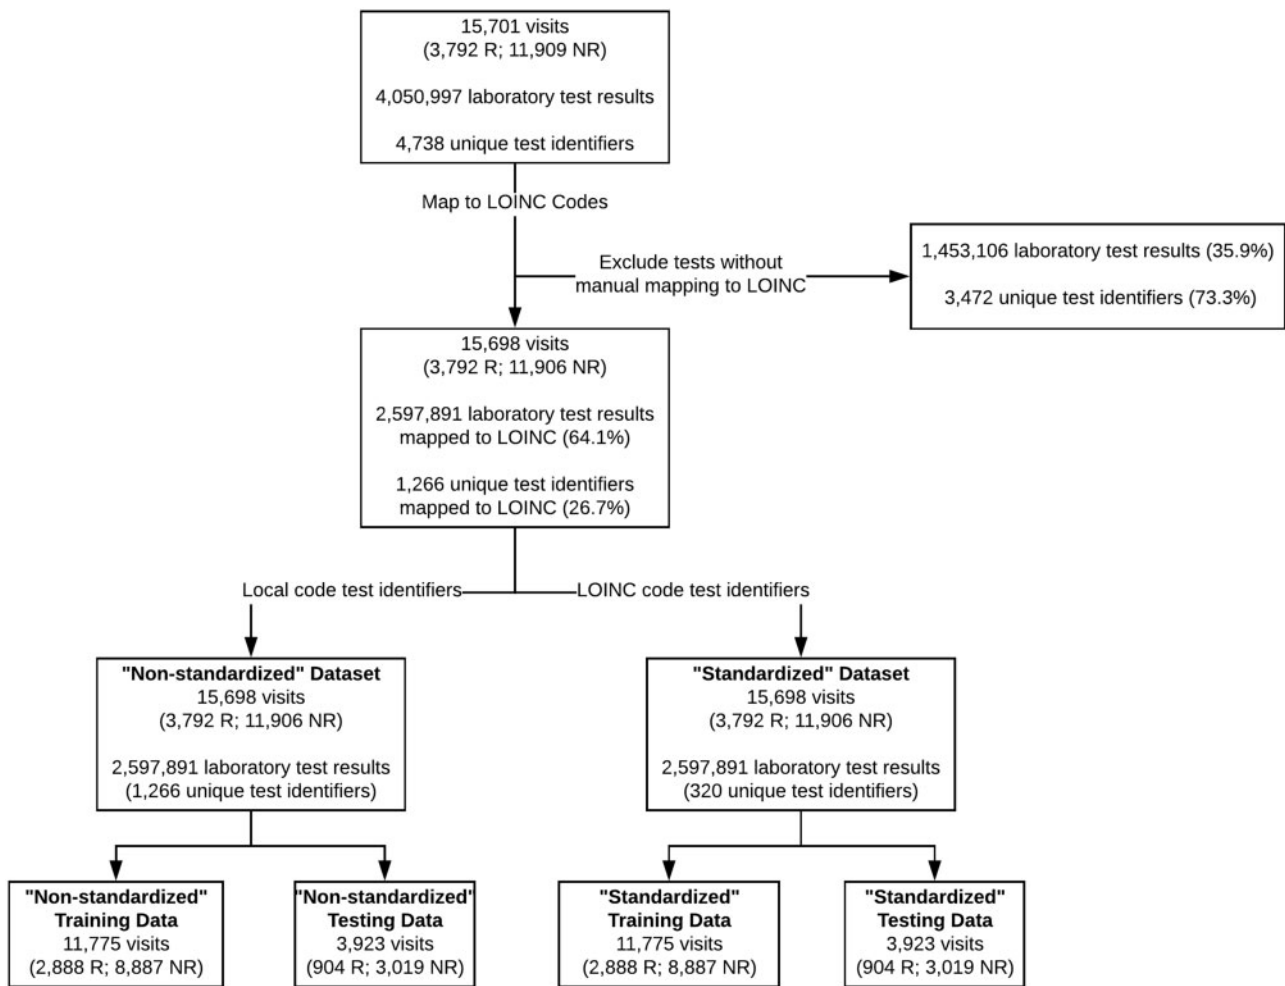 15,701 visits
(3,792 R; 11,909 NR)
4,050,997 laboratory test results
4,738 unique test identifiers
Map to LOINC Codes
Exclude tests without
manual mapping to LOINC
1,453,106 laboratory test results (35.9%)
3,472 unique test identifiers (73.3%)
15,698 visits
(3,792 R; 11,906 NR)
2,597,891 laboratory test results
mapped to LOINC (64.1%)
1,266 unique test identifiers
mapped to LOINC (26.7%)
Local code test identifiers
LOINC code test identifiers
"Non-standardized" Dataset
15,698 visits
(3,792 R; 11,906 NR)
2,597,891 laboratory test results
(1,266 unique test identifiers)
"Standardized" Dataset
15,698 visits
(3,792 R; 11,906 NR)
2,597,891 laboratory test results
(320 unique test identifiers)
"Non-standardized"
Training Data
11,775 visits
(2,888 R; 8,887 NR)
"Non-standardized"
Testing Data
3,923 visits
(904 R; 3,019 NR)
"Standardized"
Training Data
11,775 visits
(2,888 R; 8,887 NR)
"Standardized"
Testing Data
3,923 visits
(904 R; 3,019 NR)